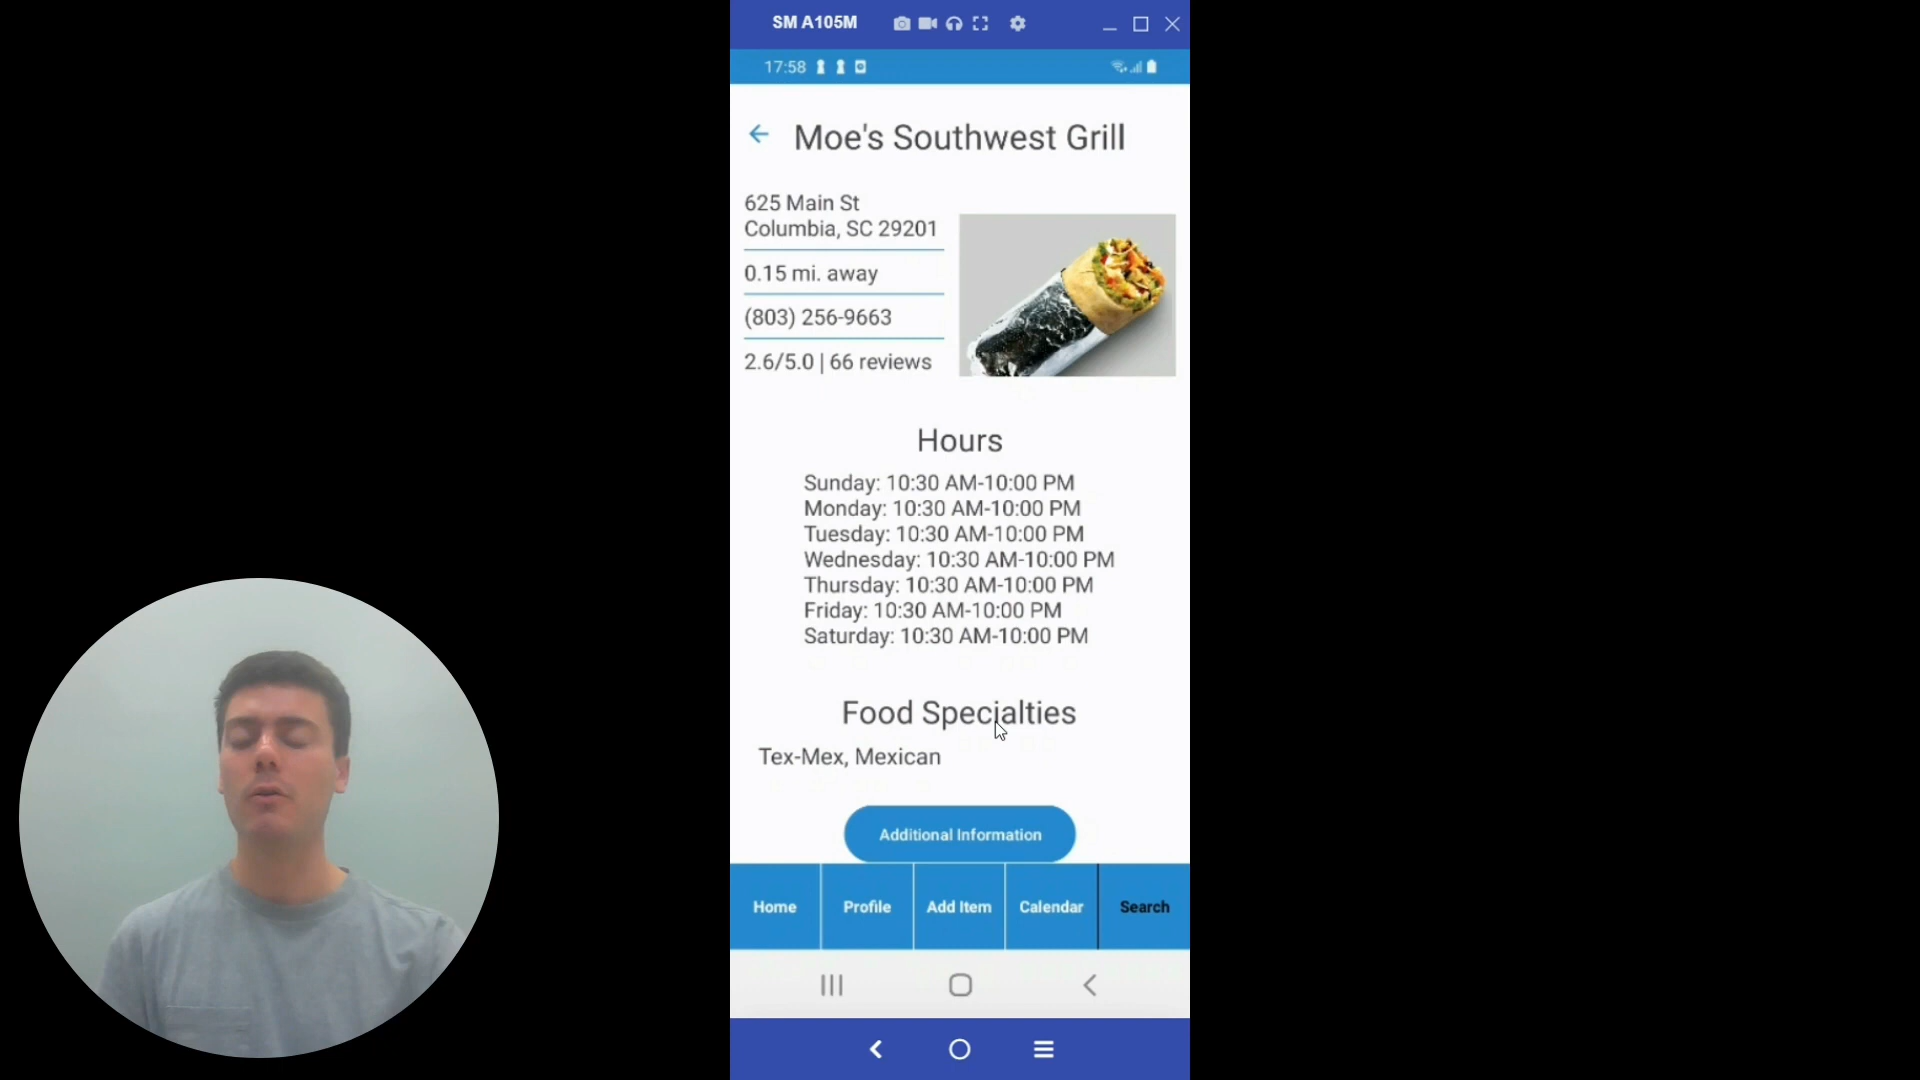 SM A105M
17:58
Moe's Southwest Grill
625 Main St
Columbia, SC 29201
0.15 mi. away
(803) 256-9663
2.6/5.0 | 66 reviews
Hours
Sunday: 10:30 AM-10:00 PM
Monday: 10:30 AM-10:00 PM
Tuesday: 10:30 AM-10:00 PM
Wednesday: 10:30 AM-10:00 PM
Thursday: 10:30 AM-10:00 PM
Friday: 10:30 AM-10:00 PM
Saturday: 10:30 AM-10:00 PM
Food Specialties
Tex-Mex, Mexican
Additional Information
Home Profile Add Item Calendar Search